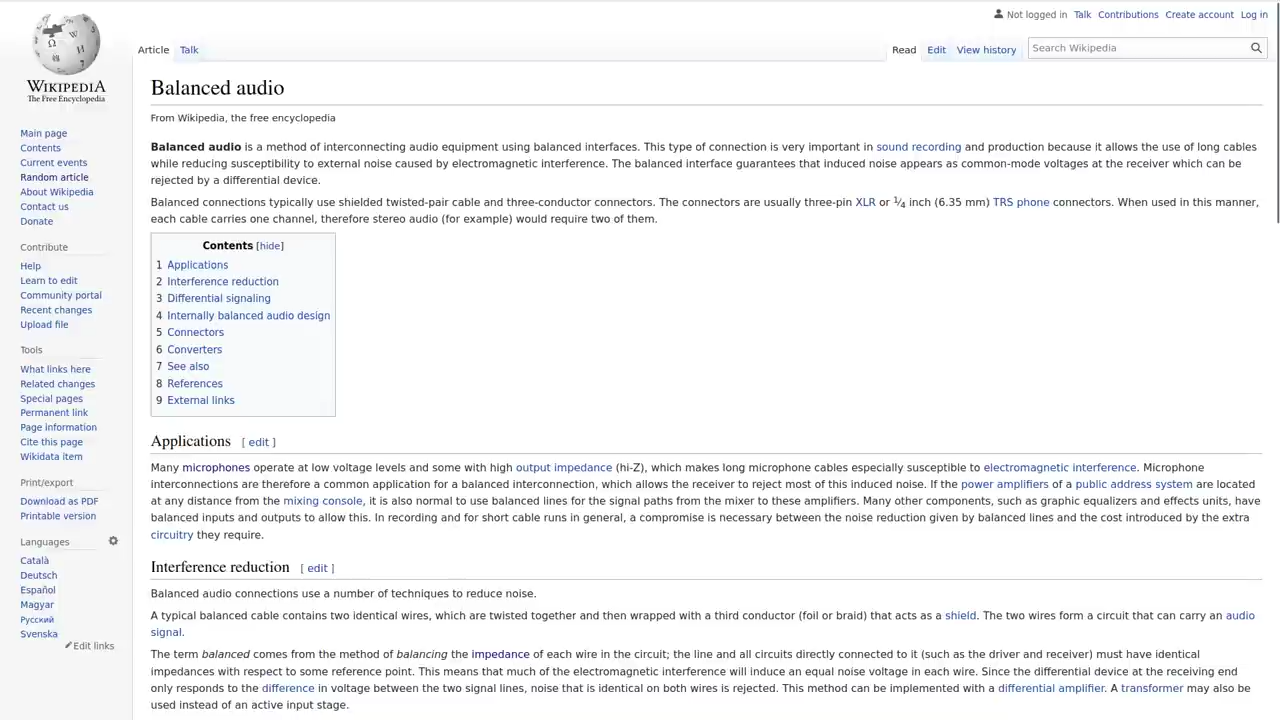 Not logged in Talk Contributions Create account Log in
Article Talk Read Edit View history Search Wikipedia
WIKIPEDIA
The Free Encyclopedia
Main page
Contents
Current events
Random article
About Wikipedia
Contact us
Donate
Contribute
Help
Learn to edit
Community portal
Recent changes
Upload file
Tools
What links here
Related changes
Special pages
Permanent link
Page information
Cite this page
Wikidata item
Print/export
Download as PDF
Printable version
Languages
Català
Deutsch
Español
Magyar
Русский
Svenska
Edit links
Balanced audio
From Wikipedia, the free encyclopedia
Balanced audio is a method of interconnecting audio equipment using balanced interfaces. This type of connection is very important in sound recording and production because it allows the use of long cables
while reducing susceptibility to external noise caused by electromagnetic interference. The balanced interface guarantees that induced noise appears as common-mode voltages at the receiver which can be
rejected by a differential device.
Balanced connections typically use shielded twisted-pair cable and three-conductor connectors. The connectors are usually three-pin XLR or 1⁄4 inch (6.35 mm) TRS phone connectors. When used in this manner,
each cable carries one channel, therefore stereo audio (for example) would require two of them.
Contents [hide]
1 Applications
2 Interference reduction
3 Differential signaling
4 Internally balanced audio design
5 Connectors
6 Converters
7 See also
8 References
9 External links
Applications [ edit ]
Many microphones operate at low voltage levels and some with high output impedance (hi-Z), which makes long microphone cables especially susceptible to electromagnetic interference. Microphone
interconnections are therefore a common application for a balanced interconnection, which allows the receiver to reject most of this induced noise. If the power amplifiers of a public address system are located
at any distance from the mixing console, it is also normal to use balanced lines for the signal paths from the mixer to these amplifiers. Many other components, such as graphic equalizers and effects units, have
balanced inputs and outputs to allow this. In recording and for short cable runs in general, a compromise is necessary between the noise reduction given by balanced lines and the cost introduced by the extra
circuitry they require.
Interference reduction [ edit ]
Balanced audio connections use a number of techniques to reduce noise.
A typical balanced cable contains two identical wires, which are twisted together and then wrapped with a third conductor (foil or braid) that acts as a shield. The two wires form a circuit that can carry an audio
signal.
The term balanced comes from the method of balancing the impedance of each wire in the circuit; the line and all circuits directly connected to it (such as the driver and receiver) must have identical
impedances with respect to some reference point. This means that much of the electromagnetic interference will induce an equal noise voltage in each wire. Since the differential device at the receiving end
only responds to the difference in voltage between the two signal lines, noise that is identical on both wires is rejected. This method can be implemented with a differential amplifier. A transformer may also be
used instead of an active input stage.